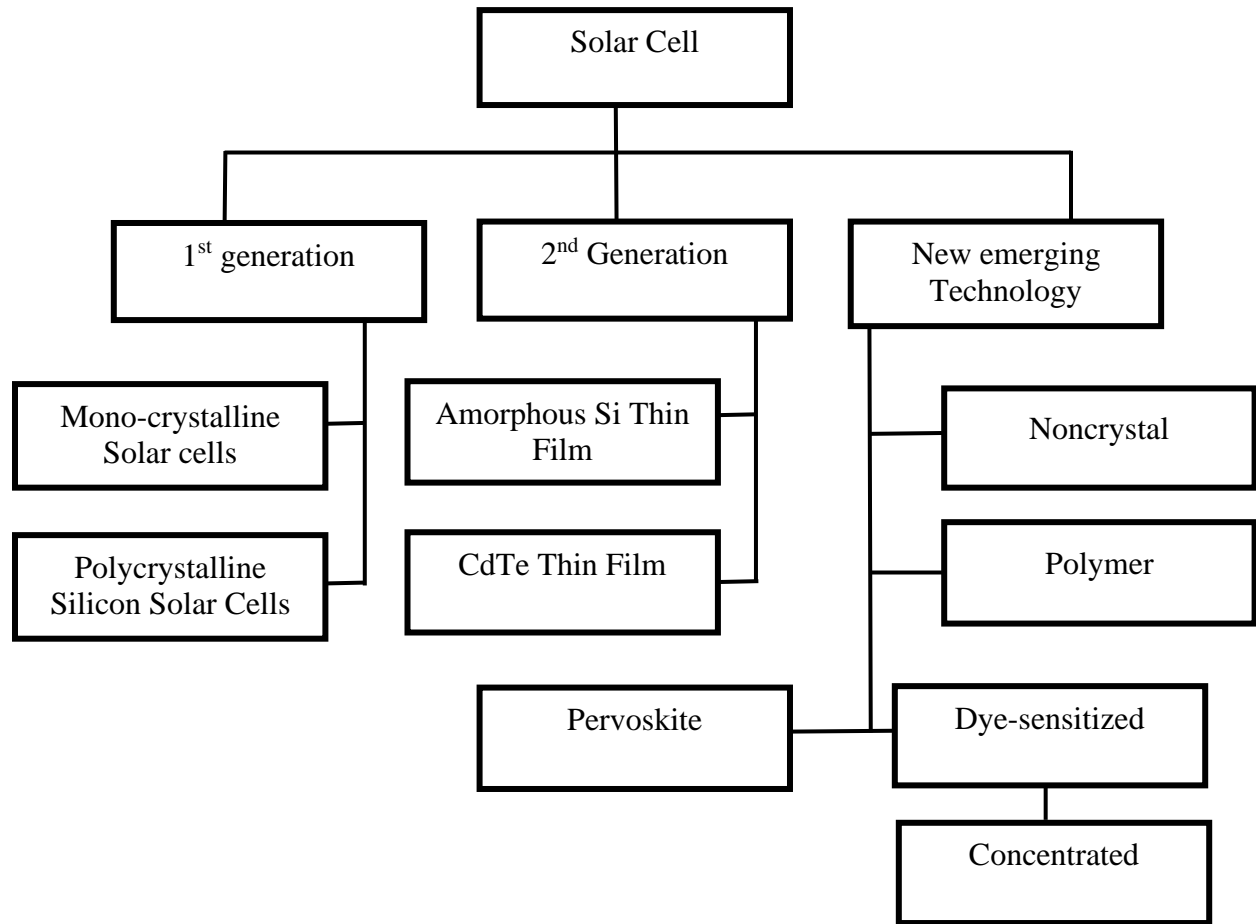 Solar Cell
1st generation
2nd Generation
New emerging
Technology
Mono-crystalline
Solar cells
Amorphous Si Thin
Film
Noncrystal
Polycrystalline
Silicon Solar Cells
CdTe Thin Film
Polymer
Pervoskite
Dye-sensitized
Concentrated